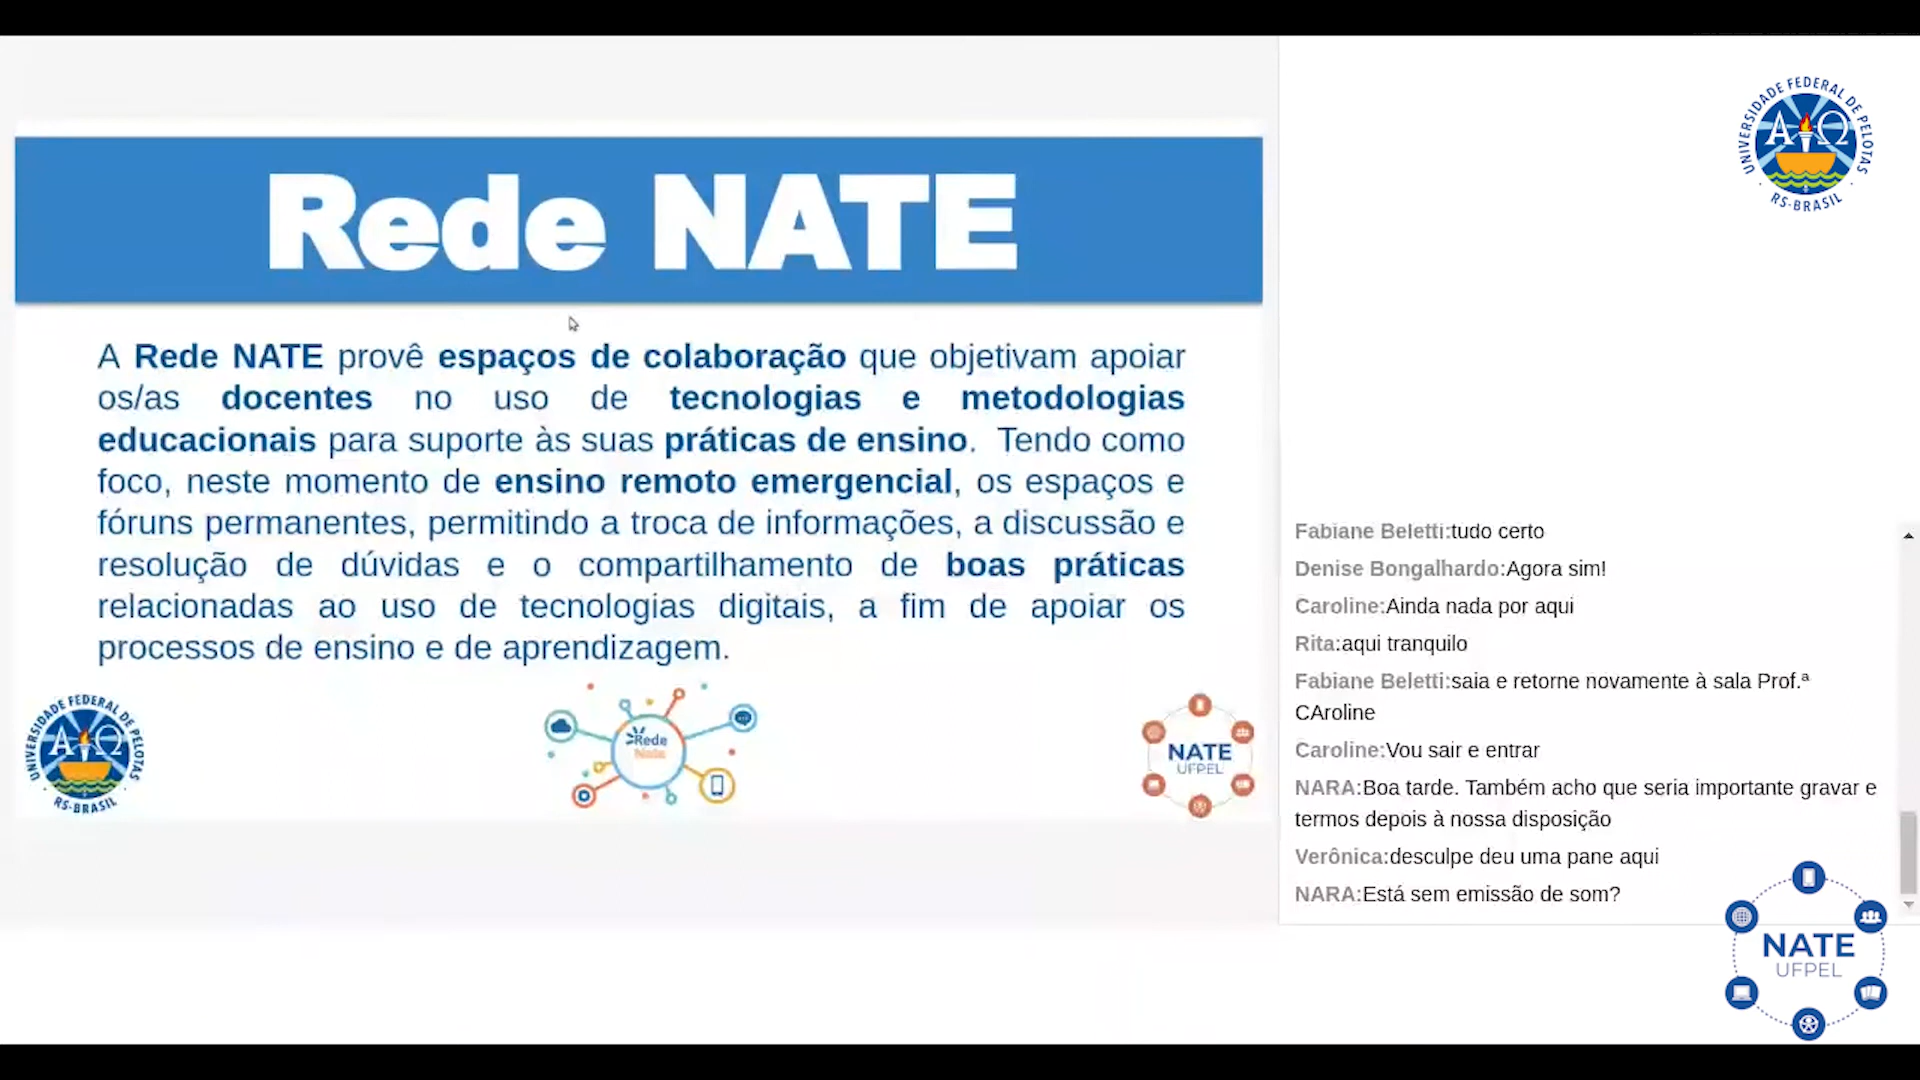 Rede NATE
A Rede NATE provê espaços de colaboração que objetivam apoiar
os/as docentes no uso de tecnologias e metodologias
educacionais para suporte às suas práticas de ensino. Tendo como
foco, neste momento de ensino remoto emergencial, os espaços e
fóruns permanentes, permitindo a troca de informações, a discussão e
resolução de dúvidas e o compartilhamento de boas práticas
relacionadas ao uso de tecnologias digitais, a fim de apoiar os
processos de ensino e de aprendizagem.
UNIVERSIDADE FEDERAL DE PELOTAS
AΩ
RS-BRASIL
Rede
Nate
NATE
UFPEL
UNIVERSIDADE FEDERAL DE PELOTAS
AΩ
RS-BRASIL
Fabiane Beletti:tudo certo
Denise Bongalhardo:Agora sim!
Caroline:Ainda nada por aqui
Rita:aqui tranquilo
Fabiane Beletti:saia e retorne novamente à sala Prof.ª
CAroline
Caroline:Vou sair e entrar
NARA:Boa tarde. Também acho que seria importante gravar e
termos depois à nossa disposição
Verônica:desculpe deu uma pane aqui
NARA:Está sem emissão de som?
NATE
UFPEL